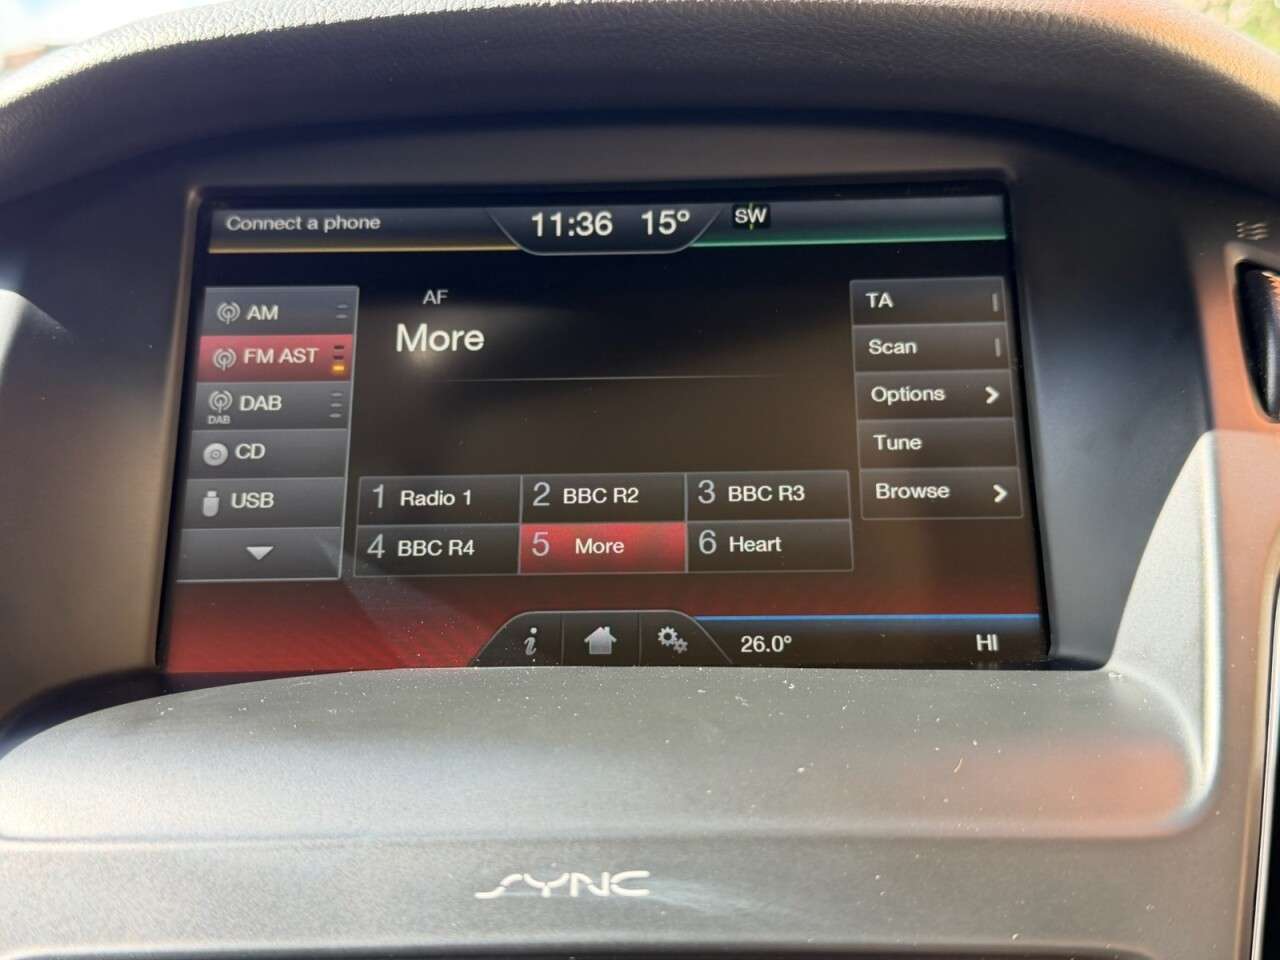 Connect a phone
11:36 15° SW
AM
FM AST
DAB
DAB
CD
USB
AF
More
TA
Scan
Options
Tune
Browse
1 Radio 1
2 BBC R2
3 BBC R3
4 BBC R4
5 More
6 Heart
i
26.0°
HI
SYNC